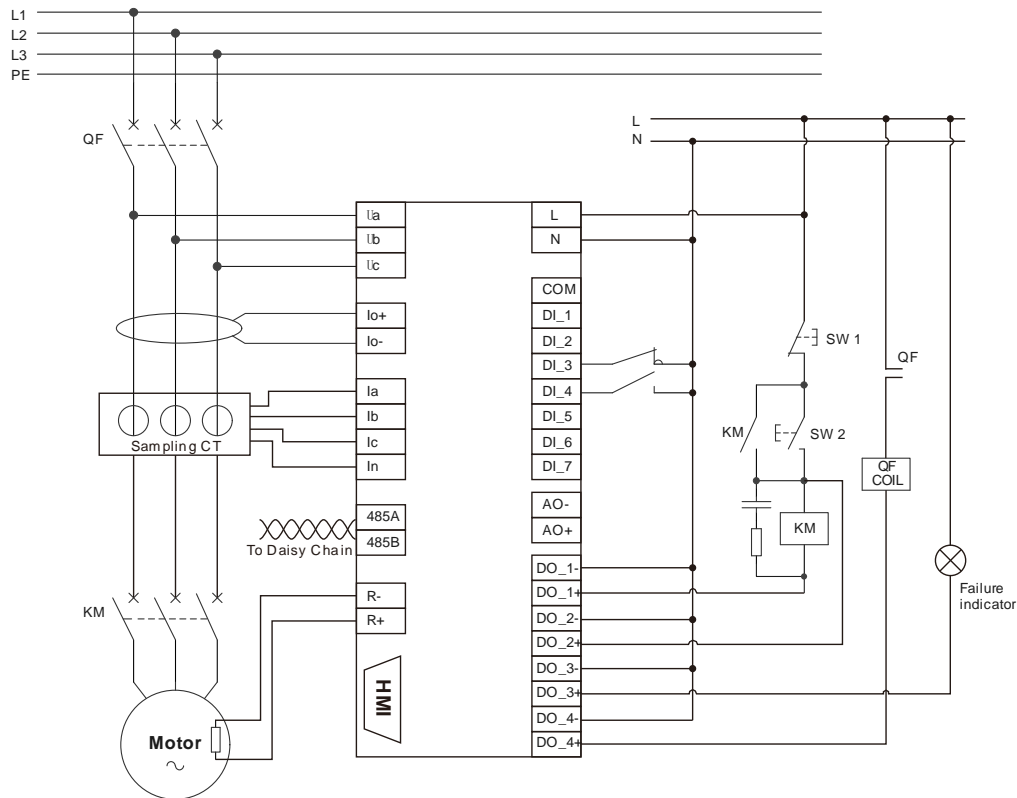 L1
L2
L3
PE
QF
L
N
Ua
Ub
Uc
Io+
Io-
Ia
Ib
Ic
In
Sampling CT
485A
485B
To Daisy Chain
R-
R+
KM
HMI
Motor
L
N
COM
DI_1
DI_2
DI_3
DI_4
DI_5
DI_6
DI_7
AO-
AO+
DO_1-
DO_1+
DO_2-
DO_2+
DO_3-
DO_3+
DO_4-
DO_4+
SW 1
KM
SW 2
KM
QF
QF
COIL
Failure
indicator